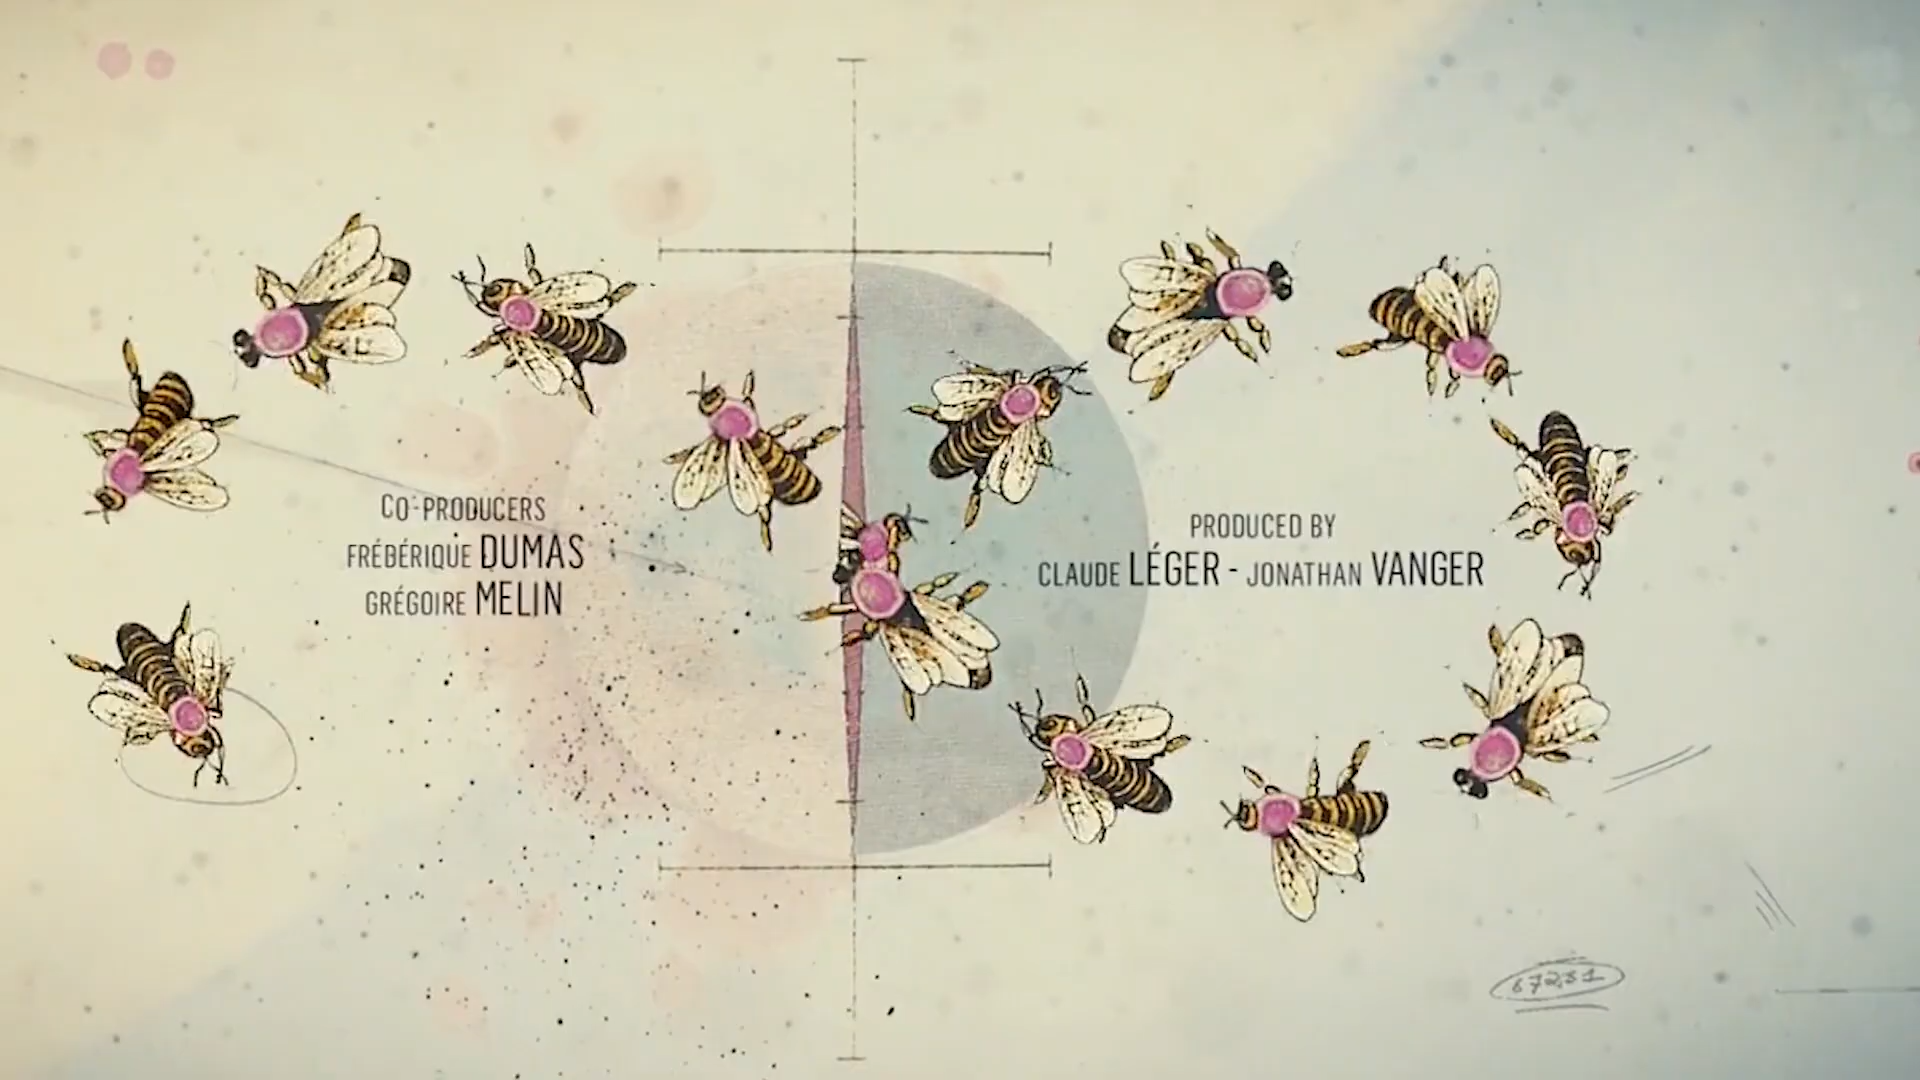 CO-PRODUCERS
FRÉBÉRIQUE DUMAS
GRÉGOIRE MELIN
PRODUCED BY
CLAUDE LÉGER - JONATHAN VANGER